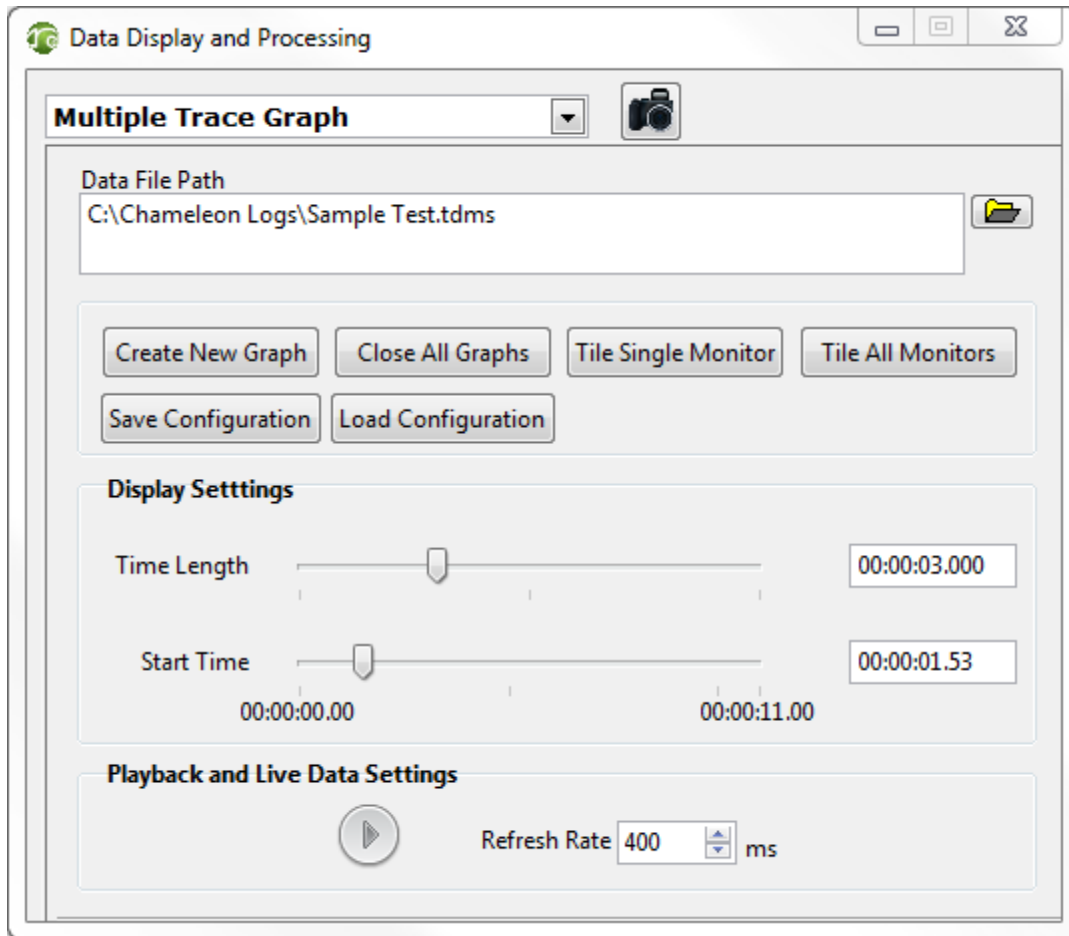 Data Display and Processing
Multiple Trace Graph
Data File Path
C:\Chameleon Logs\Sample Test.tdms
Create New Graph Close All Graphs Tile Single Monitor Tile All Monitors
Save Configuration Load Configuration
Display Setttings
Time Length 00:00:03.000
Start Time 00:00:01.53
00:00:00.00 00:00:11.00
Playback and Live Data Settings
Refresh Rate 400 ms